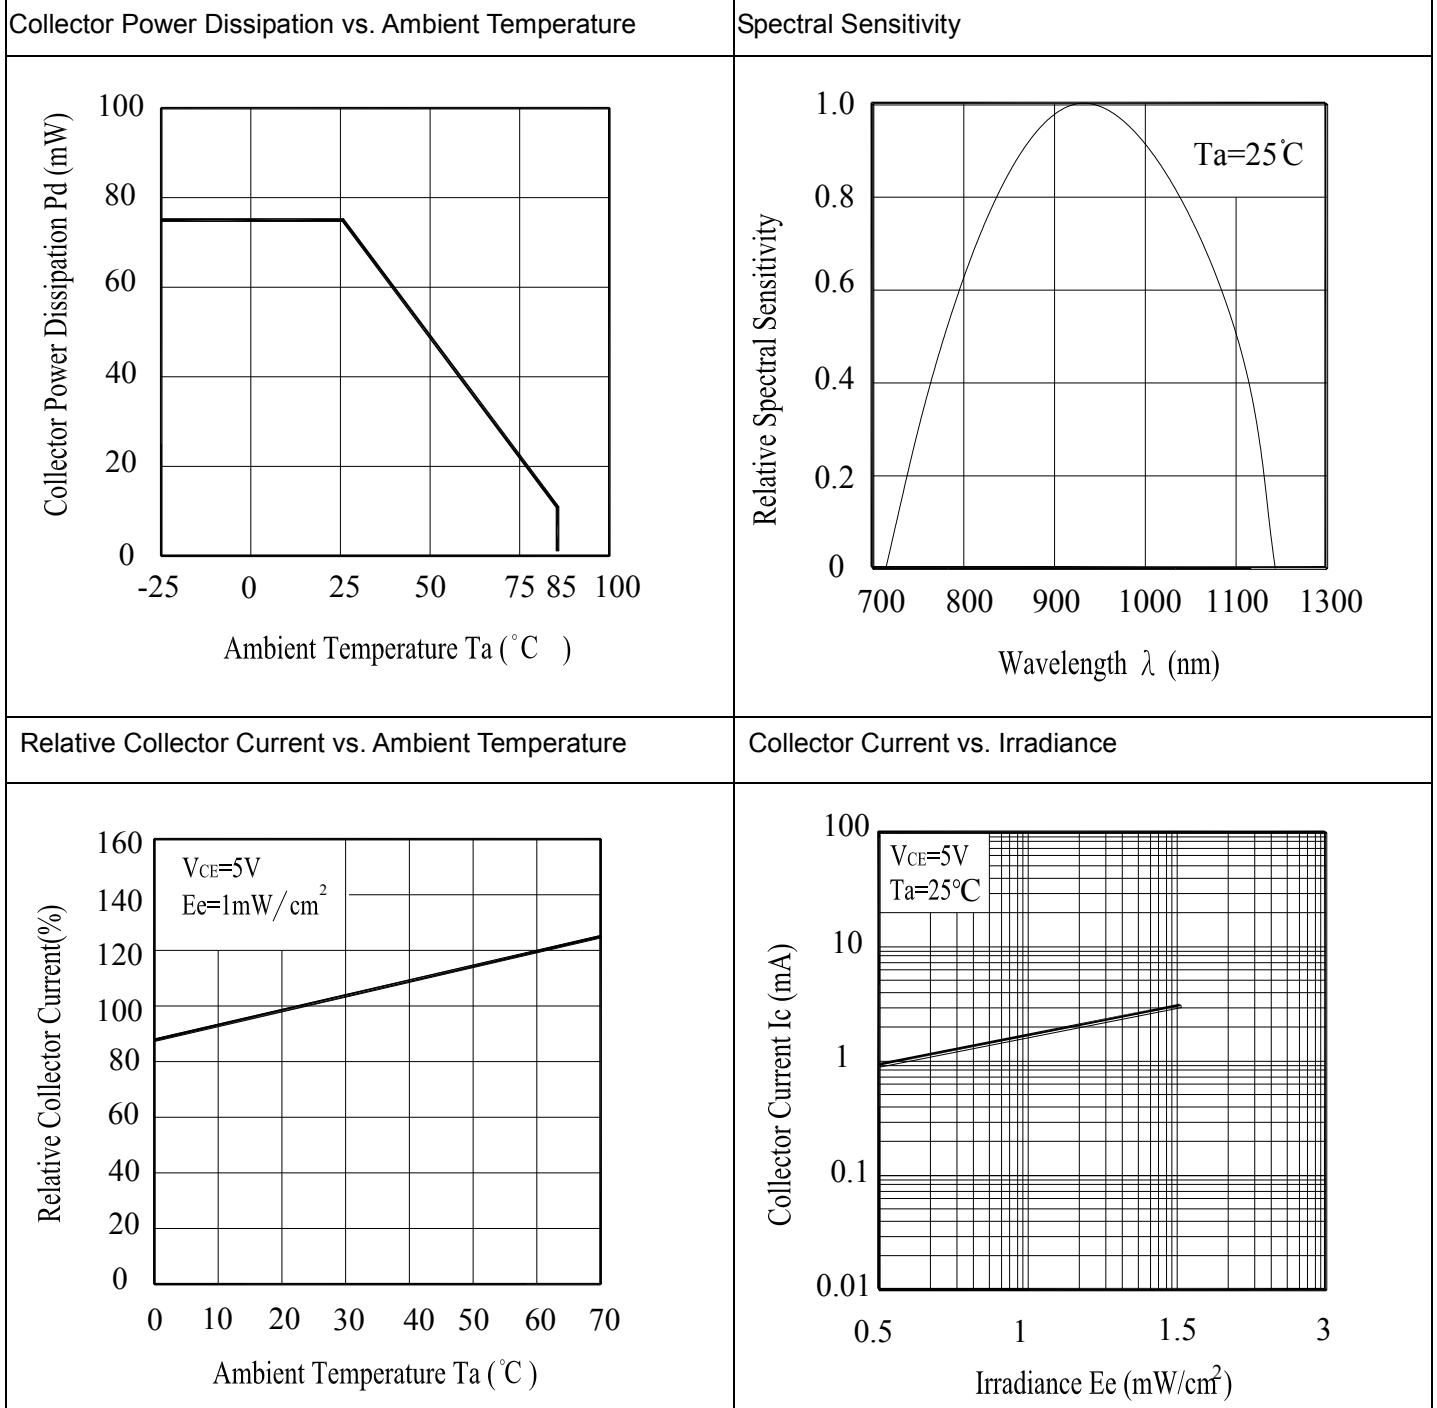 Collector Power Dissipation vs. Ambient Temperature
Spectral Sensitivity
Collector Power Dissipation Pd (mW)
100
80
60
40
20
0
-25 0 25 50 75 85 100
Ambient Temperature Ta (°C )
Relative Spectral Sensitivity
1.0
0.8
0.6
0.4
0.2
0
Ta=25°C
700 800 900 1000 1100 1300
Wavelength λ (nm)
Relative Collector Current vs. Ambient Temperature
Collector Current vs. Irradiance
Relative Collector Current(%)
160
140
120
100
80
60
40
20
0
VCE=5V
Ee=1mW/cm²
0 10 20 30 40 50 60 70
Ambient Temperature Ta (°C )
Collector Current Ic (mA)
100
10
1
0.1
0.01
VCE=5V
Ta=25°C
0.5 1 1.5 3
Irradiance Ee (mW/cm²)